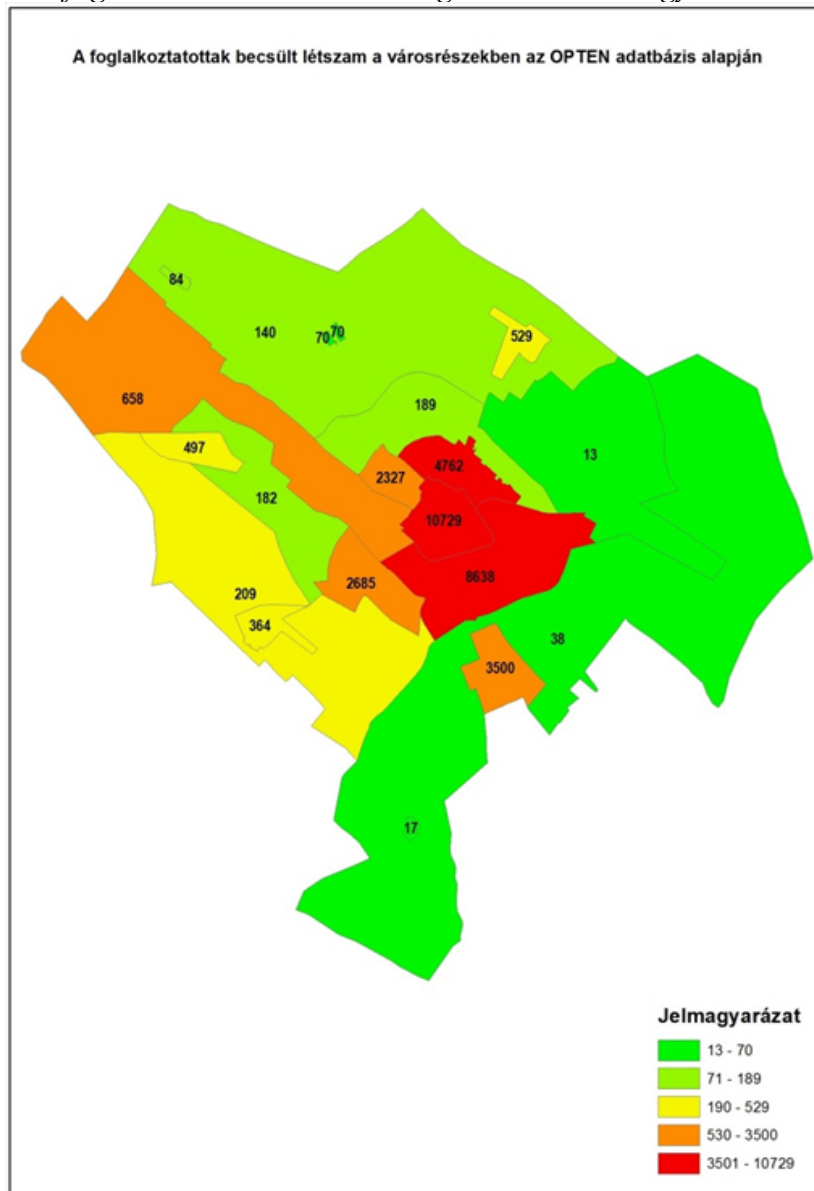 A foglalkoztatottak becsült létszam a városrészekben az OPTEN adatbázis alapján
84
140
70
70
529
658
189
13
497
4762
2327
182
10729
8638
2685
209
364
38
3500
17
Jelmagyarázat
13 - 70
71 - 189
190 - 529
530 - 3500
3501 - 10729